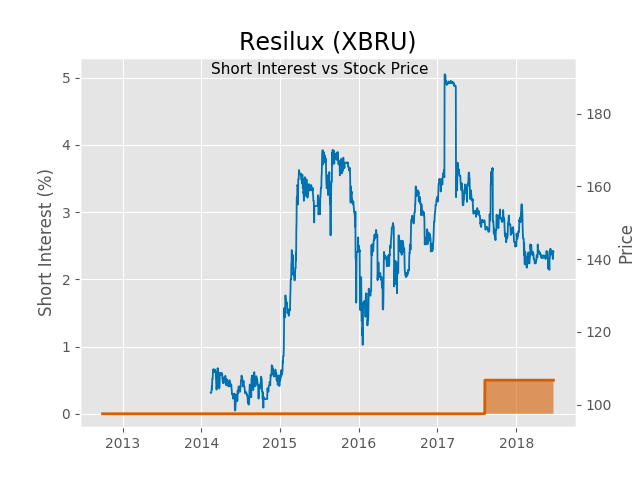 Resilux (XBRU)
Short Interest vs Stock Price
Short Interest (%)
5
4
3
2
1
0
180
160
140
120
100
Price
2013 2014 2015 2016 2017 2018